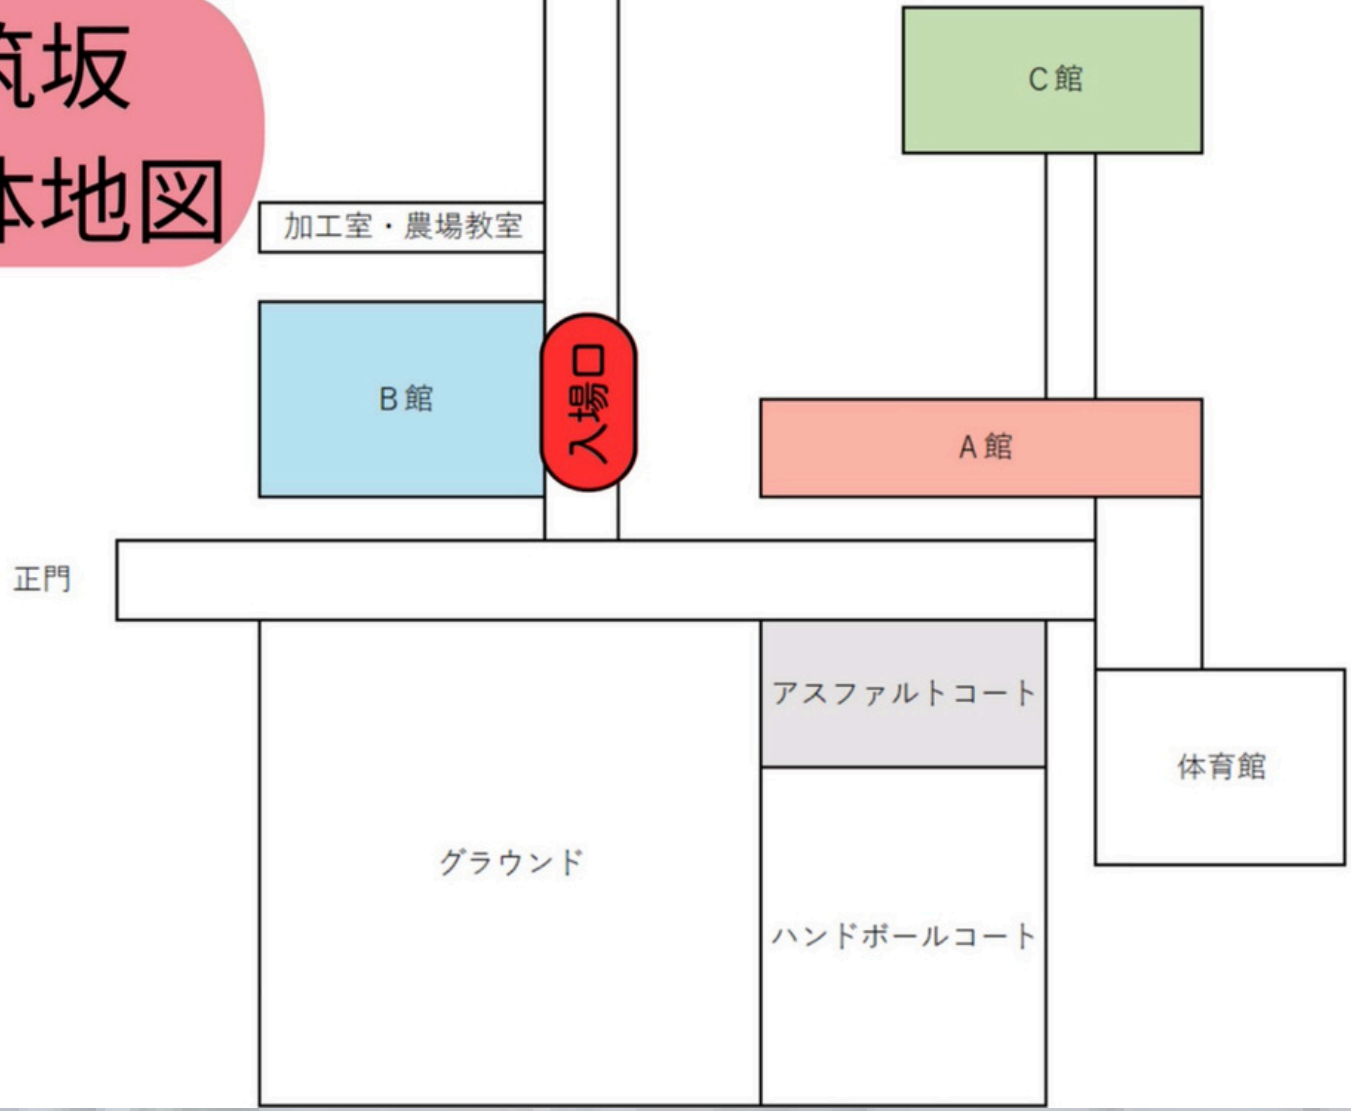 筑坂
体地図
C館
加工室・農場教室
入場口
B館
A館
正門
アスファルトコート
体育館
グラウンド
ハンドボールコート